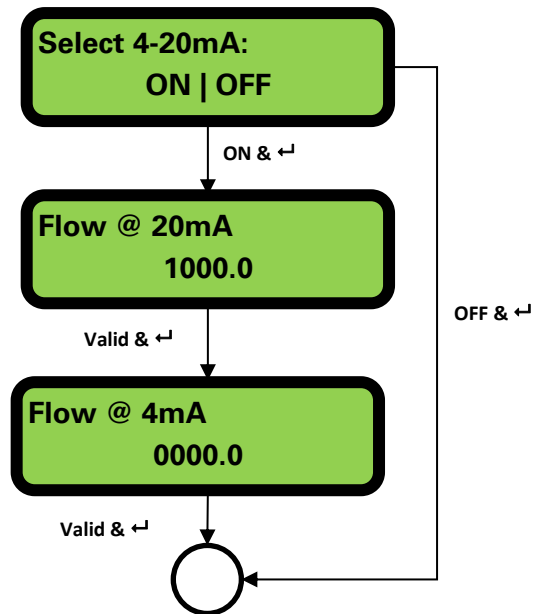 Select 4-20mA:
ON | OFF
ON & ↵
Flow @ 20mA
1000.0
OFF & ↵
Valid & ↵
Flow @ 4mA
0000.0
Valid & ↵